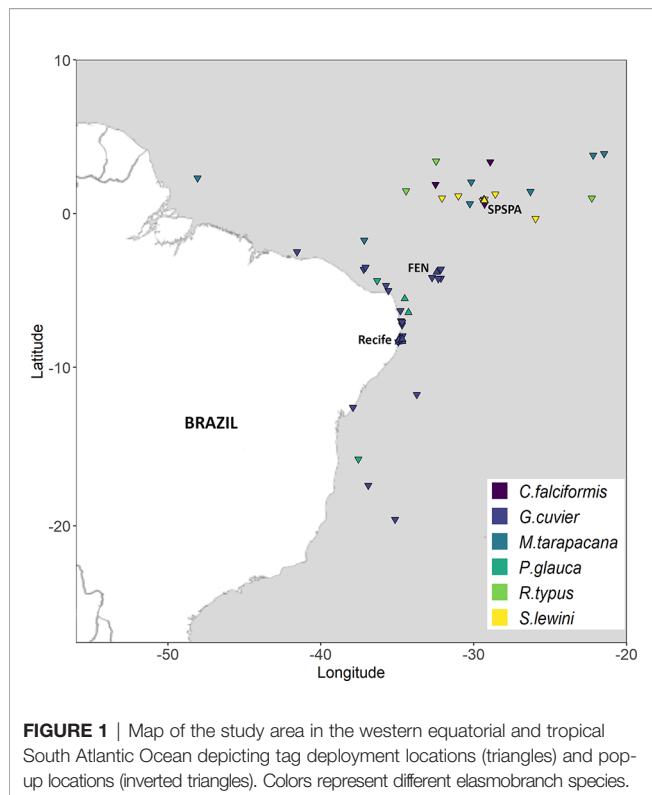 10
0
-10
-20
Latitude
SPSPA
FEN
Recife
BRAZIL
C.falciformis
G.cuvier
M.tarapacana
P.glauca
R.typus
S.lewini
-50
-40
-30
-20
Longitude
FIGURE 1 | Map of the study area in the western equatorial and tropical
South Atlantic Ocean depicting tag deployment locations (triangles) and pop-
up locations (inverted triangles). Colors represent different elasmobranch species.